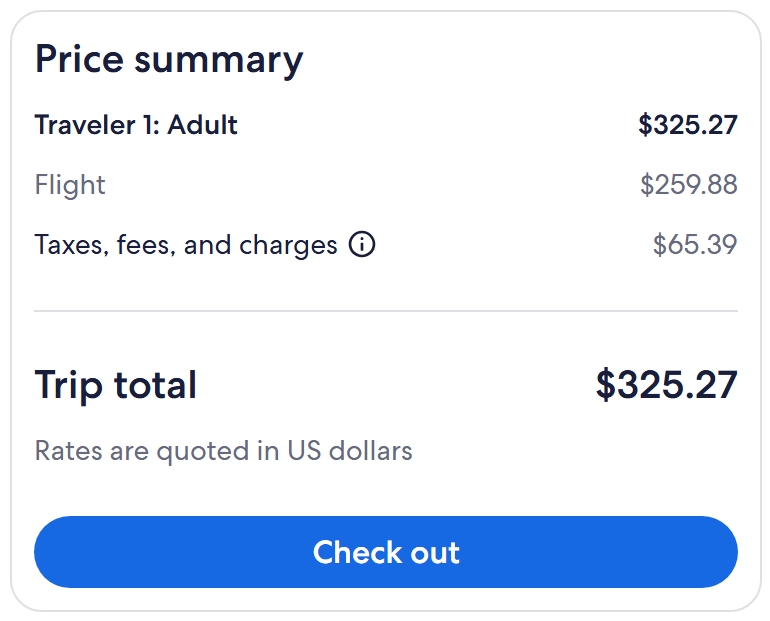 Price summary
Traveler 1: Adult $325.27
Flight $259.88
Taxes, fees, and charges $65.39
Trip total $325.27
Rates are quoted in US dollars
Check out